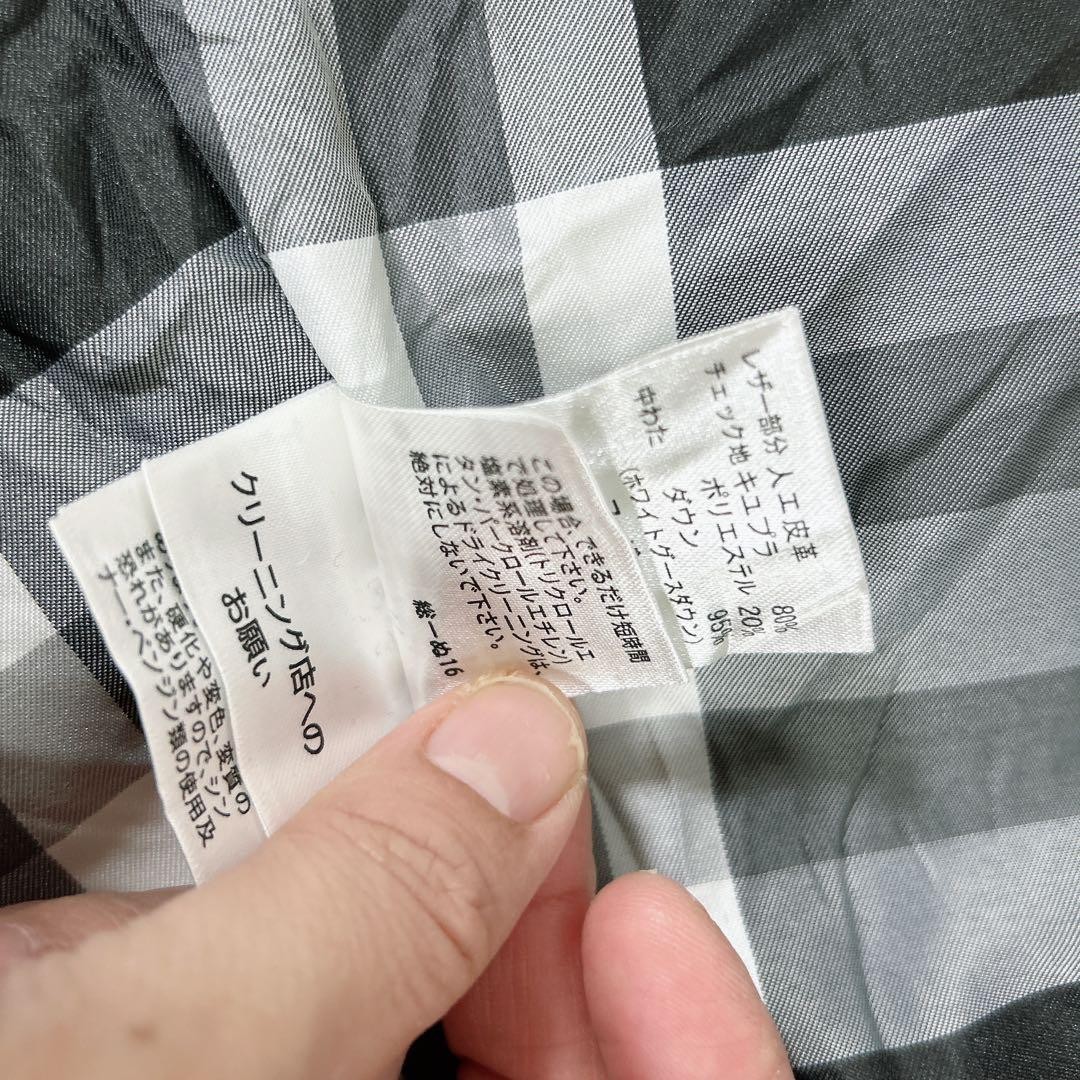 レザー部分 人工皮革
チェック地 キュプラ 80%
ポリエステル 20%
中わた ダウン 95%
(ホワイトグースダウン)
この場合、できるだけ短時間
で処理して下さい。
塩素系溶剤(トリクロールエ
タン・パークロールエチレン)
によるドライクリーニングは、
絶対にしないで下さい。
総ーぬ16
クリーニング店への
お願い
また、硬化や変色、変質の
恐れがありますので、シン
ナー・ベンジン類の使用及